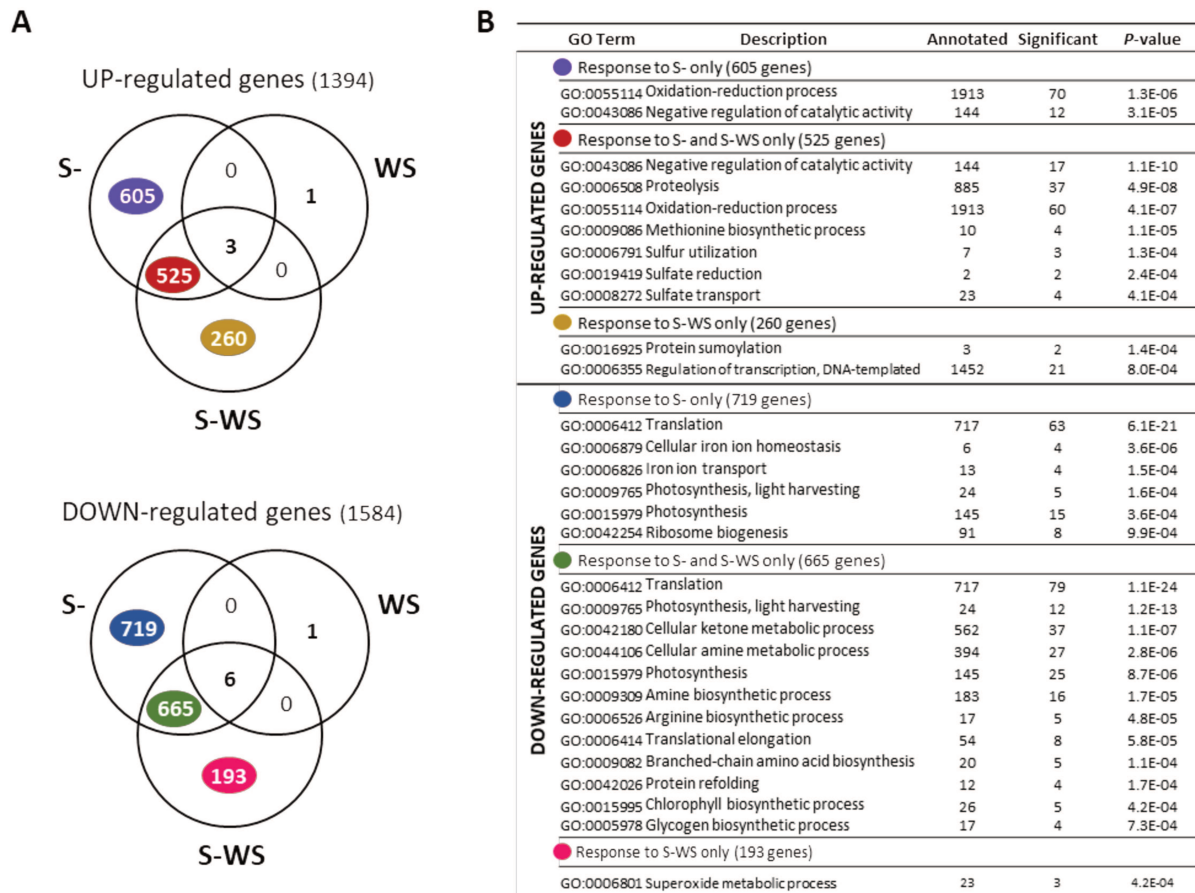 A
UP-regulated genes (1394)
S-
WS
605
0
1
3
525
0
260
S-WS
DOWN-regulated genes (1584)
S-
WS
719
0
1
6
665
0
193
S-WS
B
GO Term Description Annotated Significant P-value
UP-REGULATED GENES
Response to S- only (605 genes)
GO:0055114 Oxidation-reduction process 1913 70 1.3E-06
GO:0043086 Negative regulation of catalytic activity 144 12 3.1E-05
Response to S- and S-WS only (525 genes)
GO:0043086 Negative regulation of catalytic activity 144 17 1.1E-10
GO:0006508 Proteolysis 885 37 4.9E-08
GO:0055114 Oxidation-reduction process 1913 60 4.1E-07
GO:0009086 Methionine biosynthetic process 10 4 1.1E-05
GO:0006791 Sulfur utilization 7 3 1.3E-04
GO:0019419 Sulfate reduction 2 2 2.4E-04
GO:0008272 Sulfate transport 23 4 4.1E-04
Response to S-WS only (260 genes)
GO:0016925 Protein sumoylation 3 2 1.4E-04
GO:0006355 Regulation of transcription, DNA-templated 1452 21 8.0E-04
DOWN-REGULATED GENES
Response to S- only (719 genes)
GO:0006412 Translation 717 63 6.1E-21
GO:0006879 Cellular iron ion homeostasis 6 4 3.6E-06
GO:0006826 Iron ion transport 13 4 1.5E-04
GO:0009765 Photosynthesis, light harvesting 24 5 1.6E-04
GO:0015979 Photosynthesis 145 15 3.6E-04
GO:0042254 Ribosome biogenesis 91 8 9.9E-04
Response to S- and S-WS only (665 genes)
GO:0006412 Translation 717 79 1.1E-24
GO:0009765 Photosynthesis, light harvesting 24 12 1.2E-13
GO:0042180 Cellular ketone metabolic process 562 37 1.1E-07
GO:0044106 Cellular amine metabolic process 394 27 2.8E-06
GO:0015979 Photosynthesis 145 25 8.7E-06
GO:0009309 Amine biosynthetic process 183 16 1.7E-05
GO:0006526 Arginine biosynthetic process 17 5 4.8E-05
GO:0006414 Translational elongation 54 8 5.8E-05
GO:0009082 Branched-chain amino acid biosynthesis 20 5 1.1E-04
GO:0042026 Protein refolding 12 4 1.7E-04
GO:0015995 Chlorophyll biosynthetic process 26 5 4.2E-04
GO:0005978 Glycogen biosynthetic process 17 4 7.3E-04
Response to S-WS only (193 genes)
GO:0006801 Superoxide metabolic process 23 3 4.2E-04